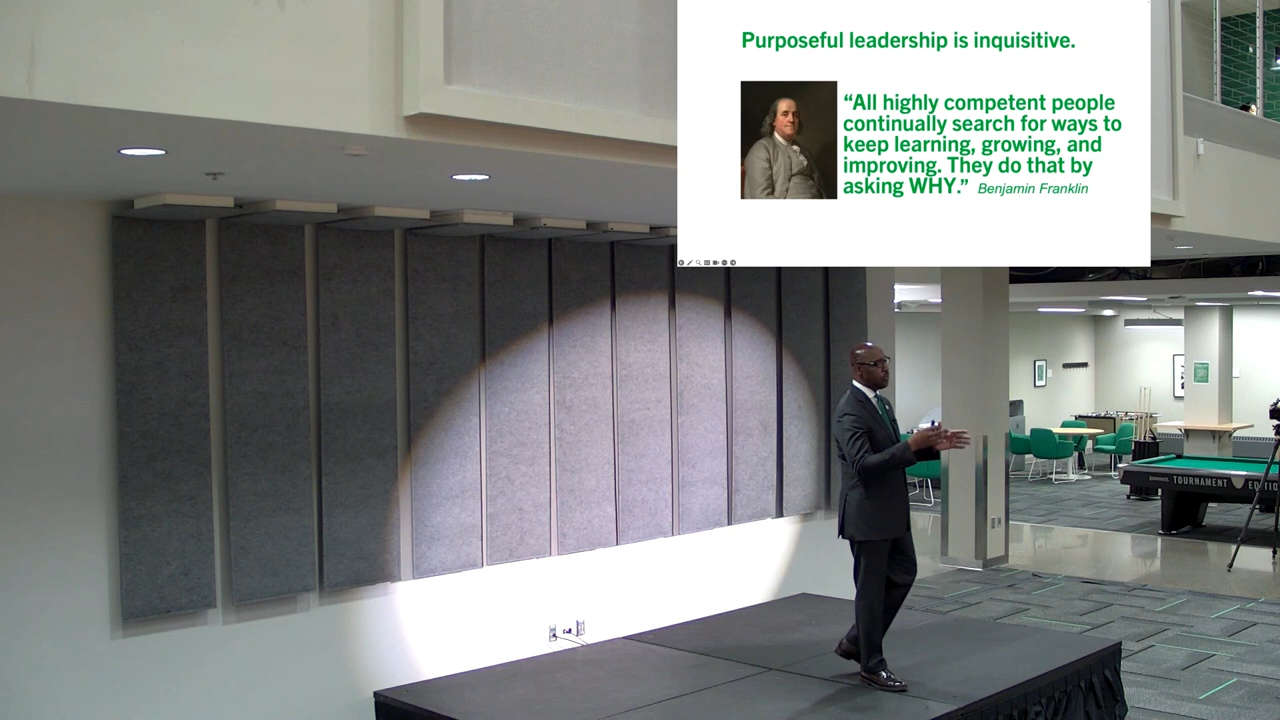 Purposeful leadership is inquisitive.
“All highly competent people
continually search for ways to
keep learning, growing, and
improving. They do that by
asking WHY.” Benjamin Franklin
TOURNAMENT EDITIO